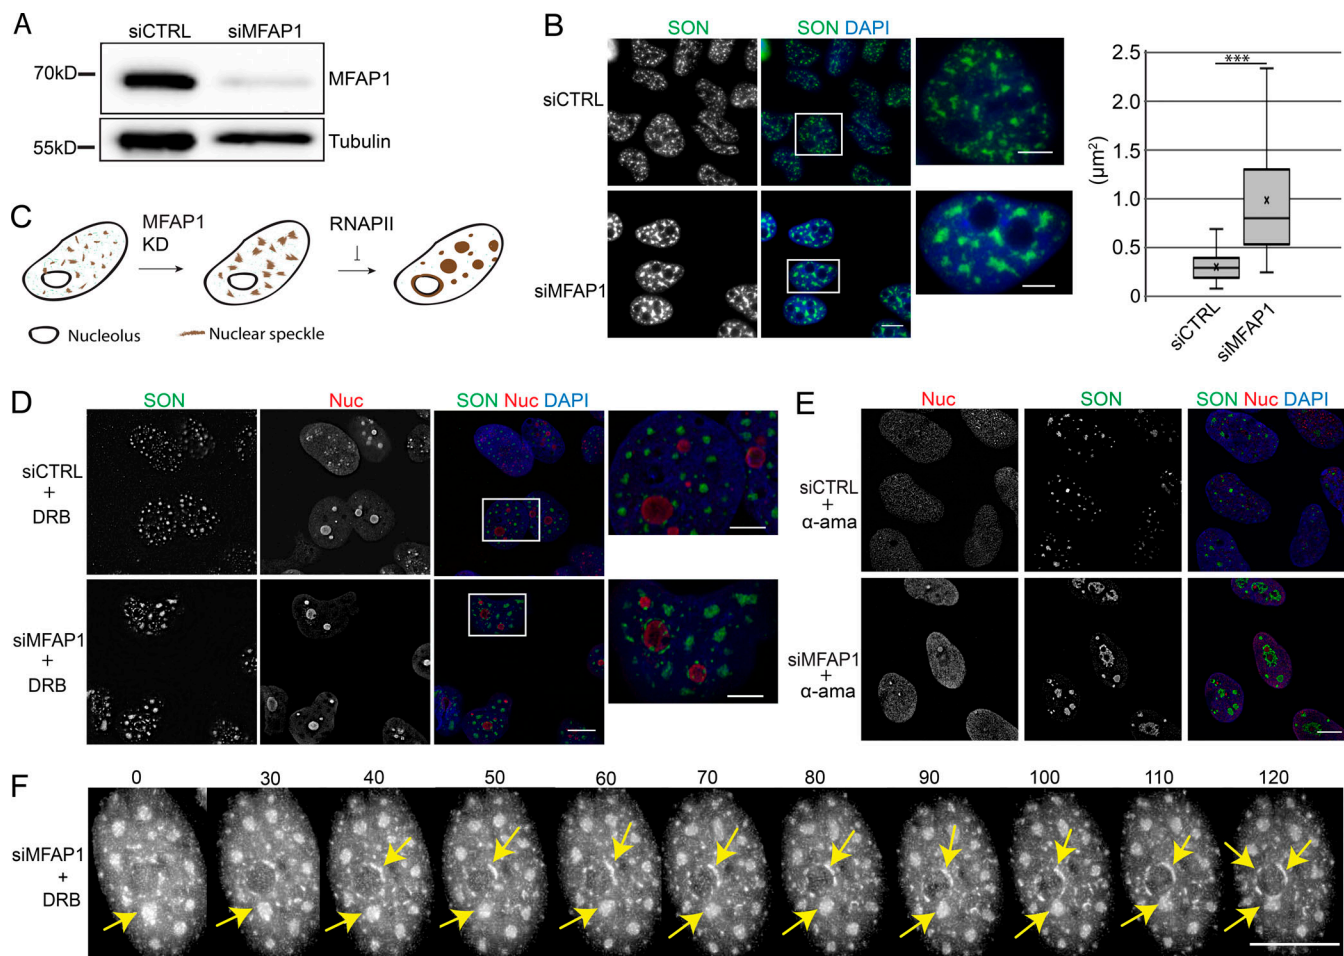 A
siCTRL siMFAP1
70kD
MFAP1
55kD
Tubulin
B
SON
SON DAPI
siCTRL
siMFAP1
(µm²)
2.5
2.0
1.5
1.0
0.5
0
***
siCTRL
siMFAP1
C
MFAP1
KD
RNAPII
Nucleolus
Nuclear speckle
D
SON
Nuc
SON Nuc DAPI
siCTRL
+
DRB
siMFAP1
+
DRB
E
Nuc
SON
SON Nuc DAPI
siCTRL
+
α-ama
siMFAP1
+
α-ama
F
0 30 40 50 60 70 80 90 100 110 120
siMFAP1
+
DRB